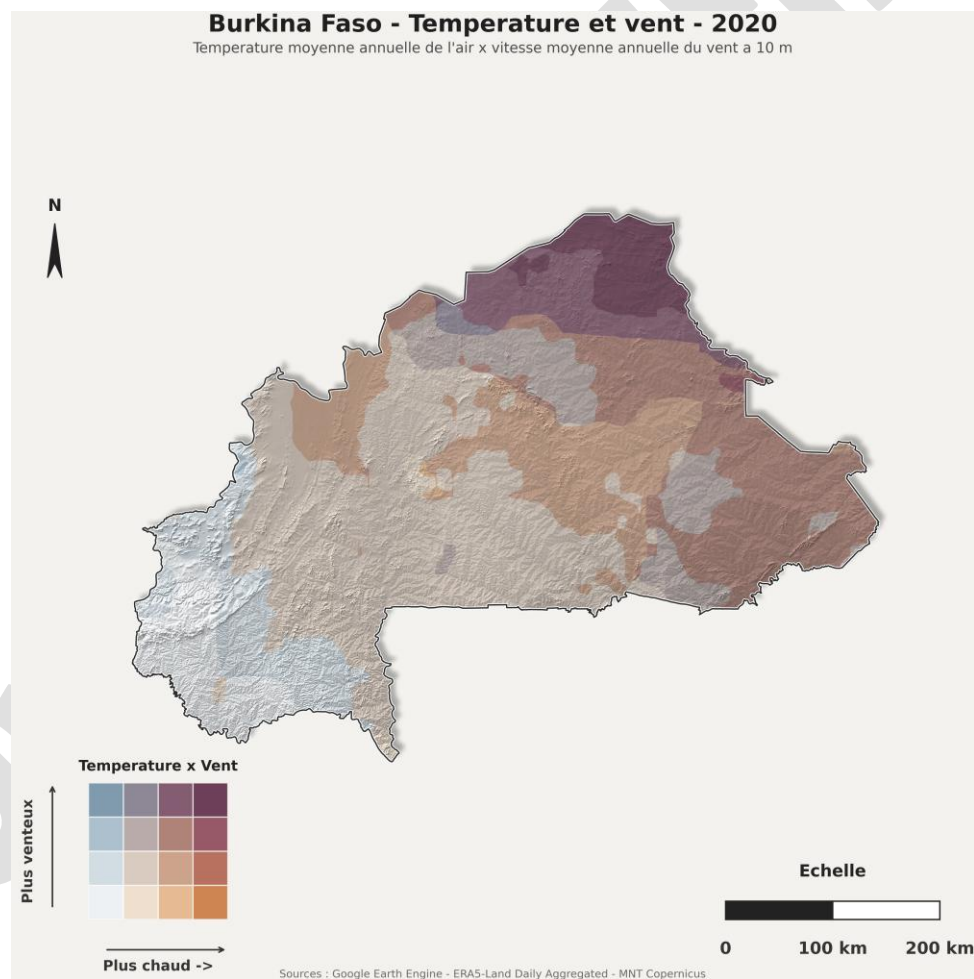 Burkina Faso - Temperature et vent - 2020
Temperature moyenne annuelle de l'air x vitesse moyenne annuelle du vent a 10 m
N
Temperature x Vent
Plus venteux
Plus chaud ->
Echelle
0 100 km 200 km
Sources : Google Earth Engine - ERA5-Land Daily Aggregated - MNT Copernicus